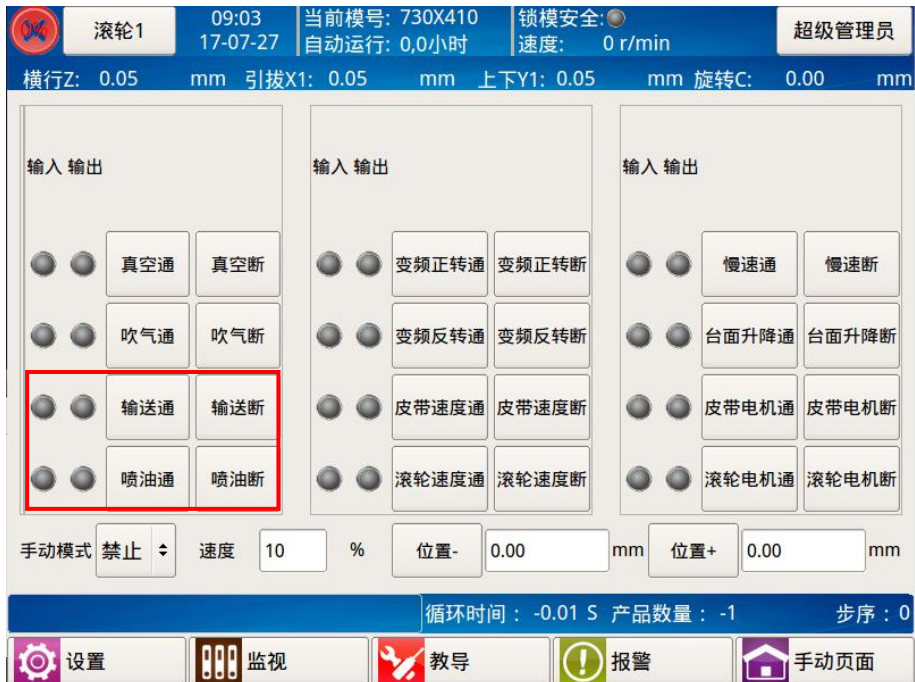 滚轮1
09:03
17-07-27
当前模号: 730X410
自动运行: 0,0小时
锁模安全:
速度: 0 r/min
超级管理员
横行Z: 0.05 mm 引拔X1: 0.05 mm 上下Y1: 0.05 mm 旋转C: 0.00 mm
输入 输出 输入 输出 输入 输出
真空通 真空断 变频正转通 变频正转断 慢速通 慢速断
吹气通 吹气断 变频反转通 变频反转断 台面升降通 台面升降断
输送通 输送断 皮带速度通 皮带速度断 皮带电机通 皮带电机断
喷油通 喷油断 滚轮速度通 滚轮速度断 滚轮电机通 滚轮电机断
手动模式 禁止 速度 10 % 位置- 0.00 mm 位置+ 0.00 mm
循环时间: -0.01 S 产品数量: -1 步序: 0
设置 监视 教导 报警 手动页面